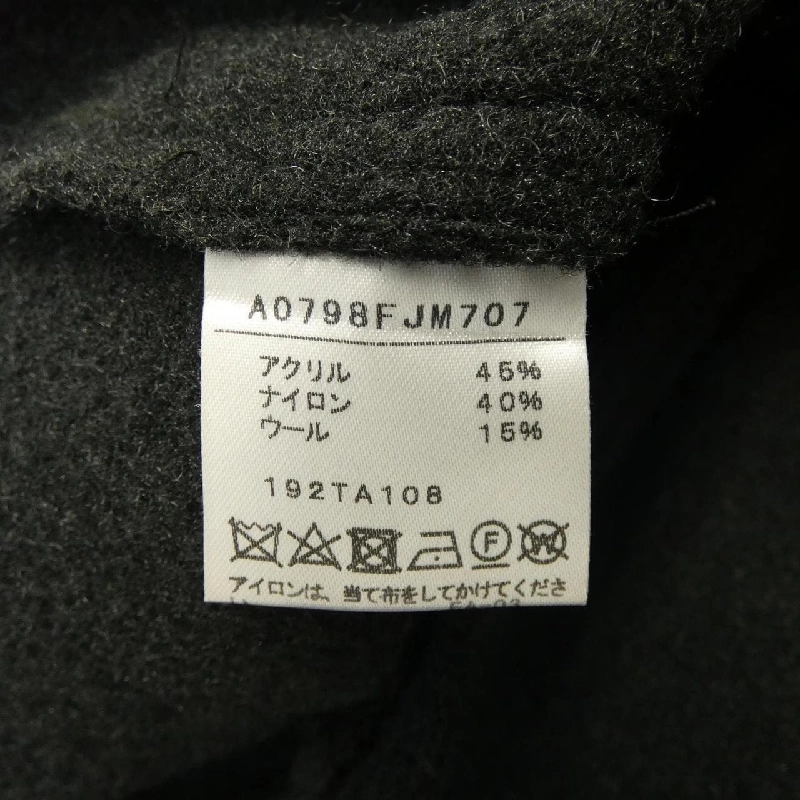 A0798FJM707
アクリル 45%
ナイロン 40%
ウール 15%
192TA108
F W
アイロンは、当て布をしてかけてくださ